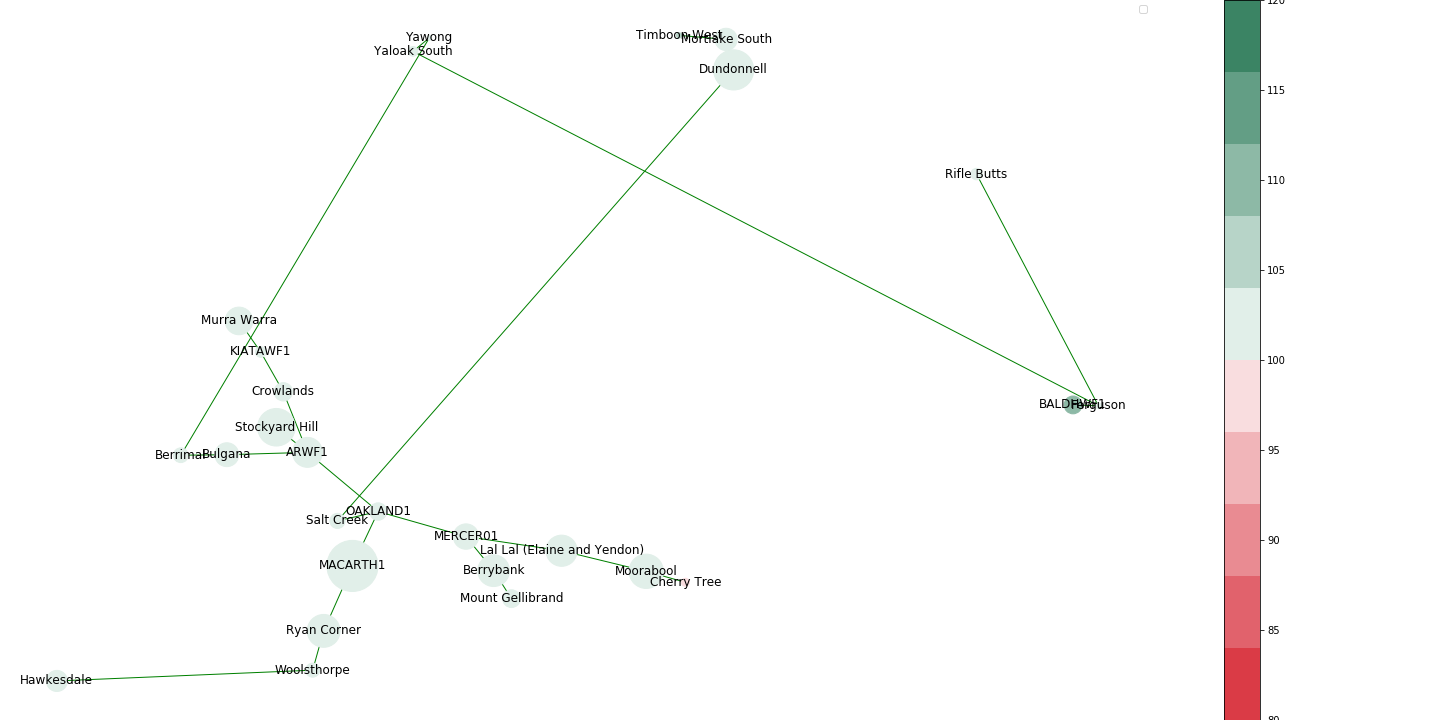 120
Timboon West
Yawong
Mortlake South
Yaloak South
Dundonnell
115
Rifle Butts
110
105
Murra Warra
KIATAWF1
100
Crowlands
BALDHWF1
Ferguson
Stockyard Hill
95
ARWF1
Berrimal
Bulgana
OAKLAND1
Salt Creek
MERCER01
90
Lal Lal (Elaine and Yendon)
MACARTH1
Berrybank
Moorabool
Cherry Tree
Mount Gellibrand
85
Ryan Corner
Woolsthorpe
Hawkesdale
80